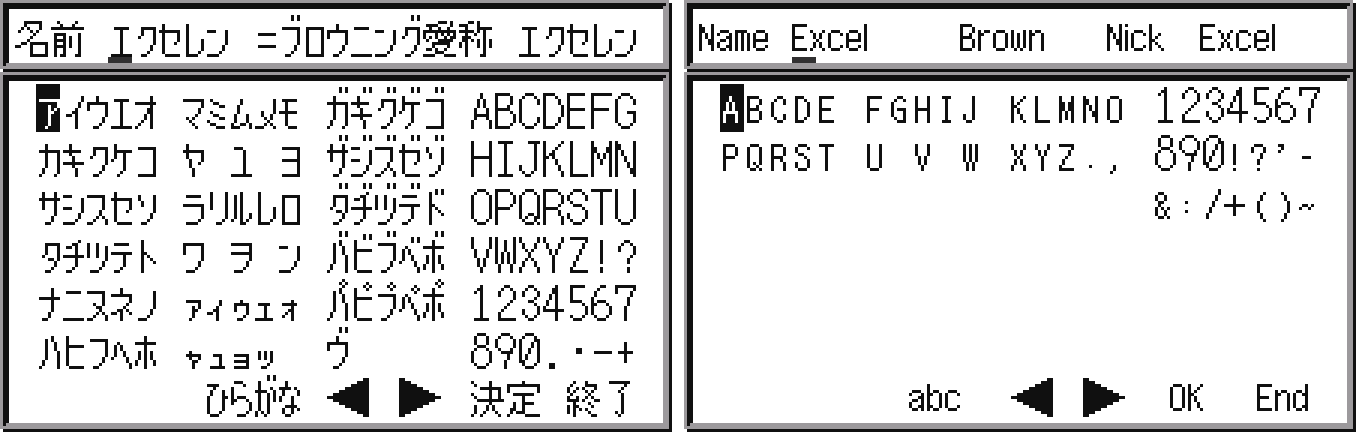 名前 エクセレン =ブロウニング愛称 エクセレン
アイウエオ マミムメモ ガギグゲゴ ABCDEFG
カキクケコ ヤ ユ ヨ ザジズゼゾ HIJKLMN
サシスセソ ラリルレロ ダヂヅデド OPQRSTU
タチツテト ワ ヲ ン バビブベボ VWXYZ!?
ナニヌネノ ァィゥェォ パピプペポ 1234567
ハヒフヘホ ャュョッ ヴ 890.・-+
ひらがな ◀ ▶ 決定 終了
Name Excel Brown Nick Excel
ABCDE FGHIJ KLMNO 1234567
PQRST U V W XYZ., 890!?'-
&:/+()~
abc ◀ ▶ OK End